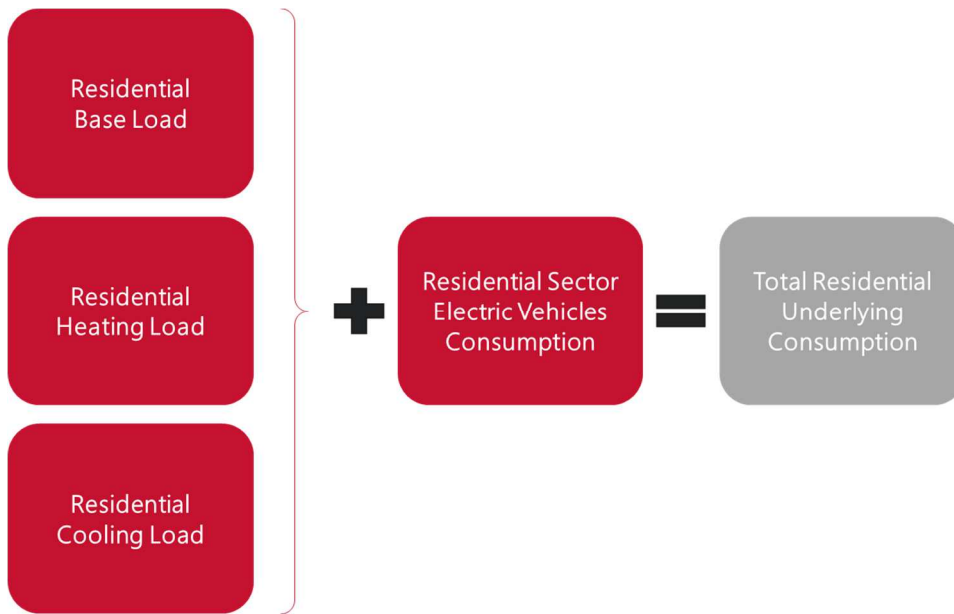 Residential
Base Load
Residential
Heating Load
Residential
Cooling Load
Residential Sector
Electric Vehicles
Consumption
Total Residential
Underlying
Consumption